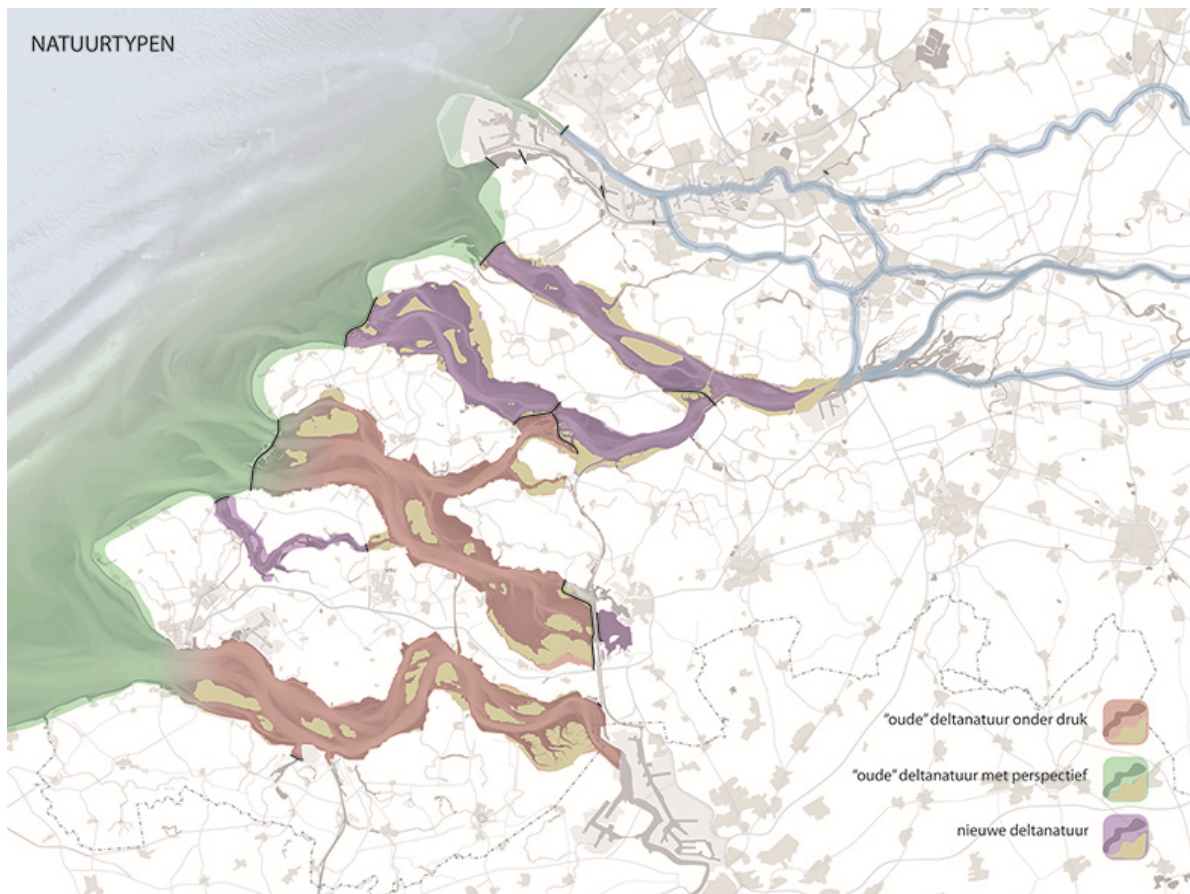 NATUURTYPEN
"oude" deltanatuur onder druk
"oude" deltanatuur met perspectief
nieuwe deltanatuur